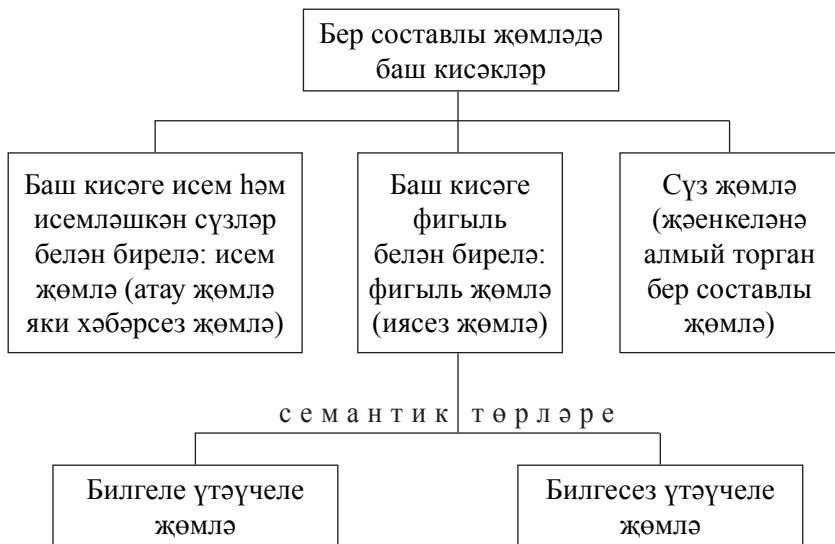 Бер составлы җөмләдә
баш кисәкләр
Баш кисәге исем һәм
исемләшкән сүзләр
белән бирелә: исем
җөмлә (атау җөмлә
яки хәбәрсез җөмлә)
Баш кисәге
фигыль
белән бирелә:
фигыль җөмлә
(иясез җөмлә)
Сүз җөмлә
(җәенкеләнә
алмый торган
бер составлы
җөмлә)
семантик төрләре
Билгеле үтәүчеле
җөмлә
Билгесез үтәүчеле
җөмлә